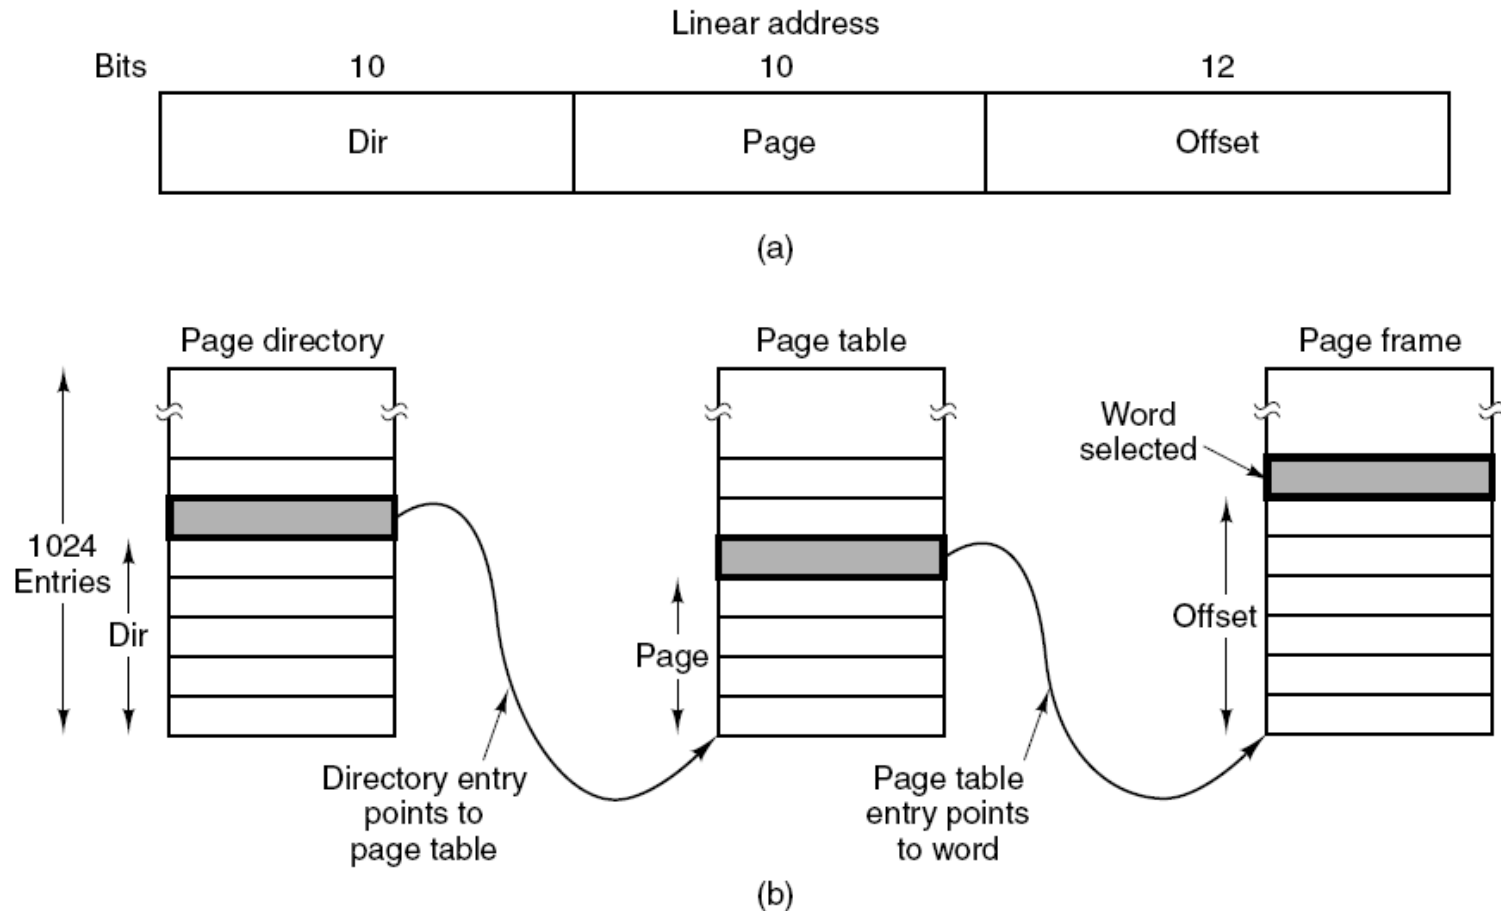 Linear address
Bits 10 10 12
Dir Page Offset
(a)
Page directory Page table Page frame
Word
selected
1024
Entries
Dir
Page
Offset
Directory entry
points to
page table
Page table
entry points
to word
(b)